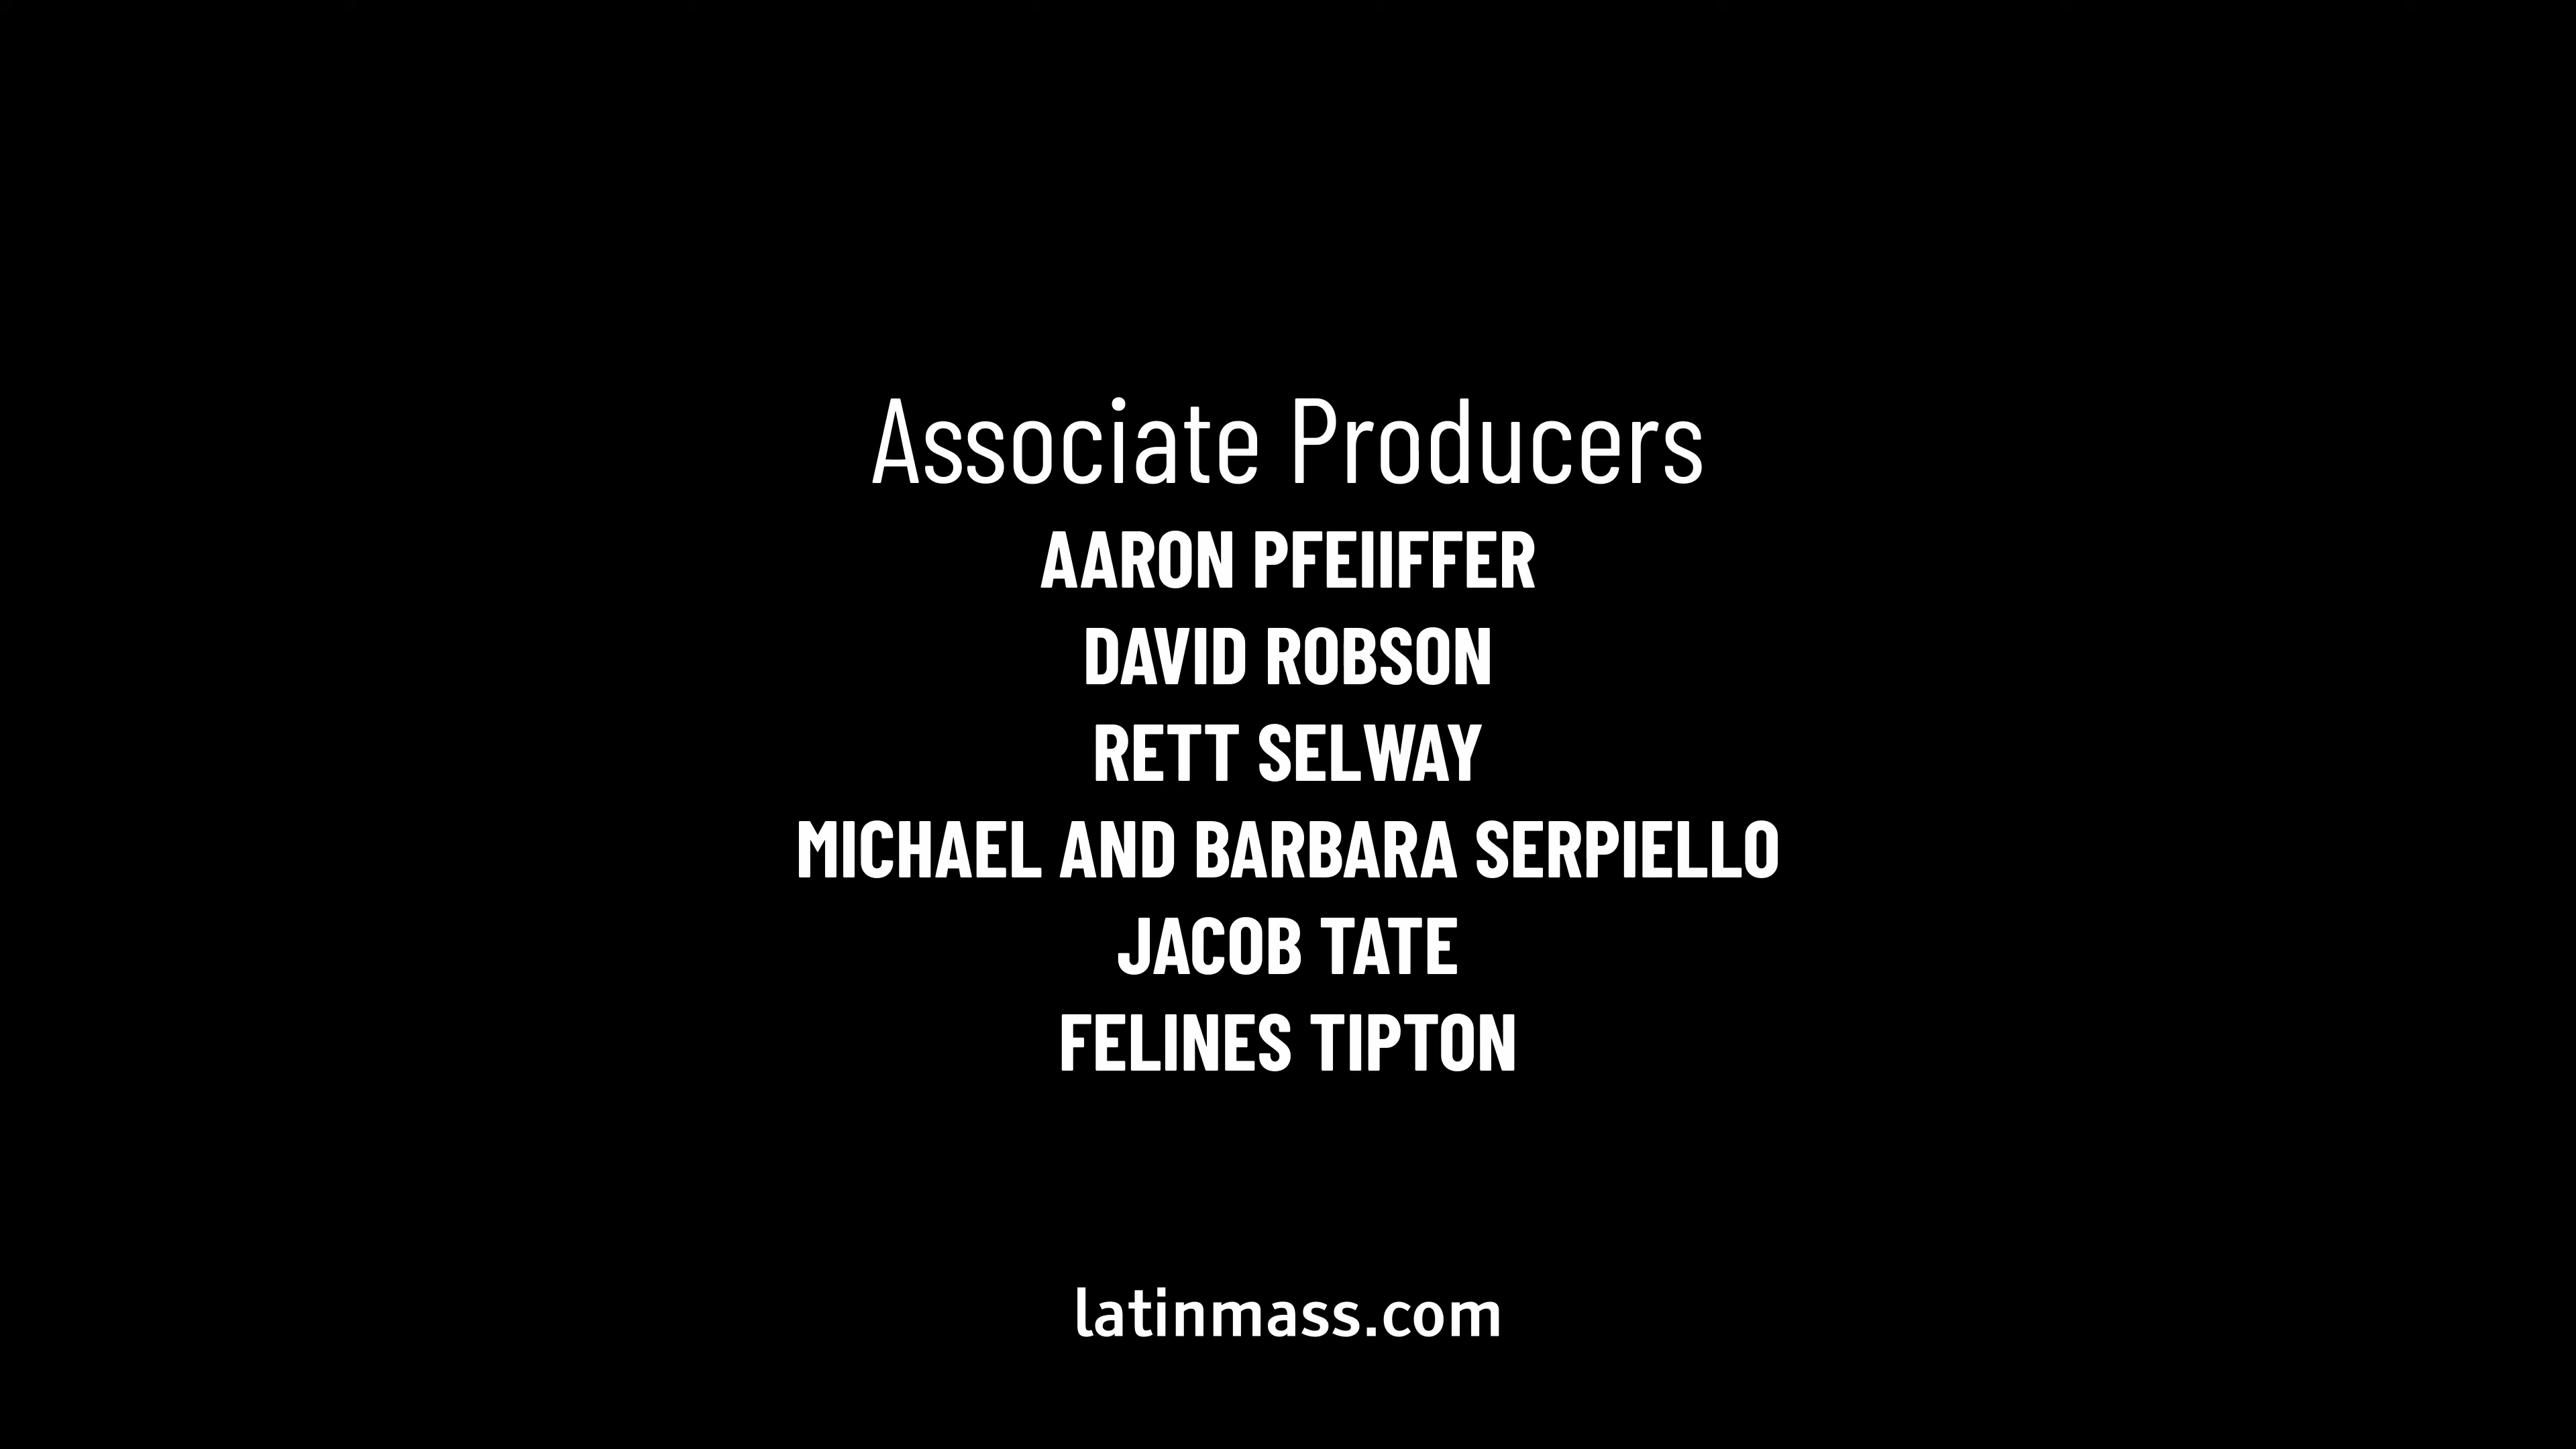 Associate Producers
AARON PFEIIFFER
DAVID ROBSON
RETT SELWAY
MICHAEL AND BARBARA SERPIELLO
JACOB TATE
FELINES TIPTON
latinmass.com